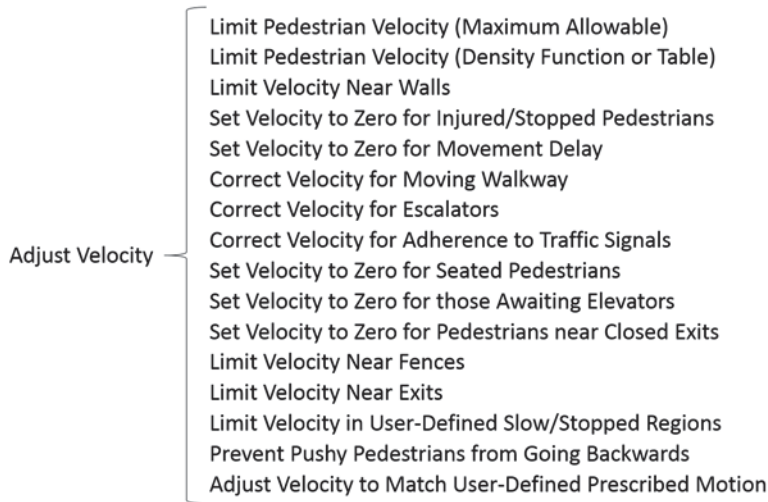 Adjust Velocity
Limit Pedestrian Velocity (Maximum Allowable)
Limit Pedestrian Velocity (Density Function or Table)
Limit Velocity Near Walls
Set Velocity to Zero for Injured/Stopped Pedestrians
Set Velocity to Zero for Movement Delay
Correct Velocity for Moving Walkway
Correct Velocity for Escalators
Correct Velocity for Adherence to Traffic Signals
Set Velocity to Zero for Seated Pedestrians
Set Velocity to Zero for those Awaiting Elevators
Set Velocity to Zero for Pedestrians near Closed Exits
Limit Velocity Near Fences
Limit Velocity Near Exits
Limit Velocity in User-Defined Slow/Stopped Regions
Prevent Pushy Pedestrians from Going Backwards
Adjust Velocity to Match User-Defined Prescribed Motion